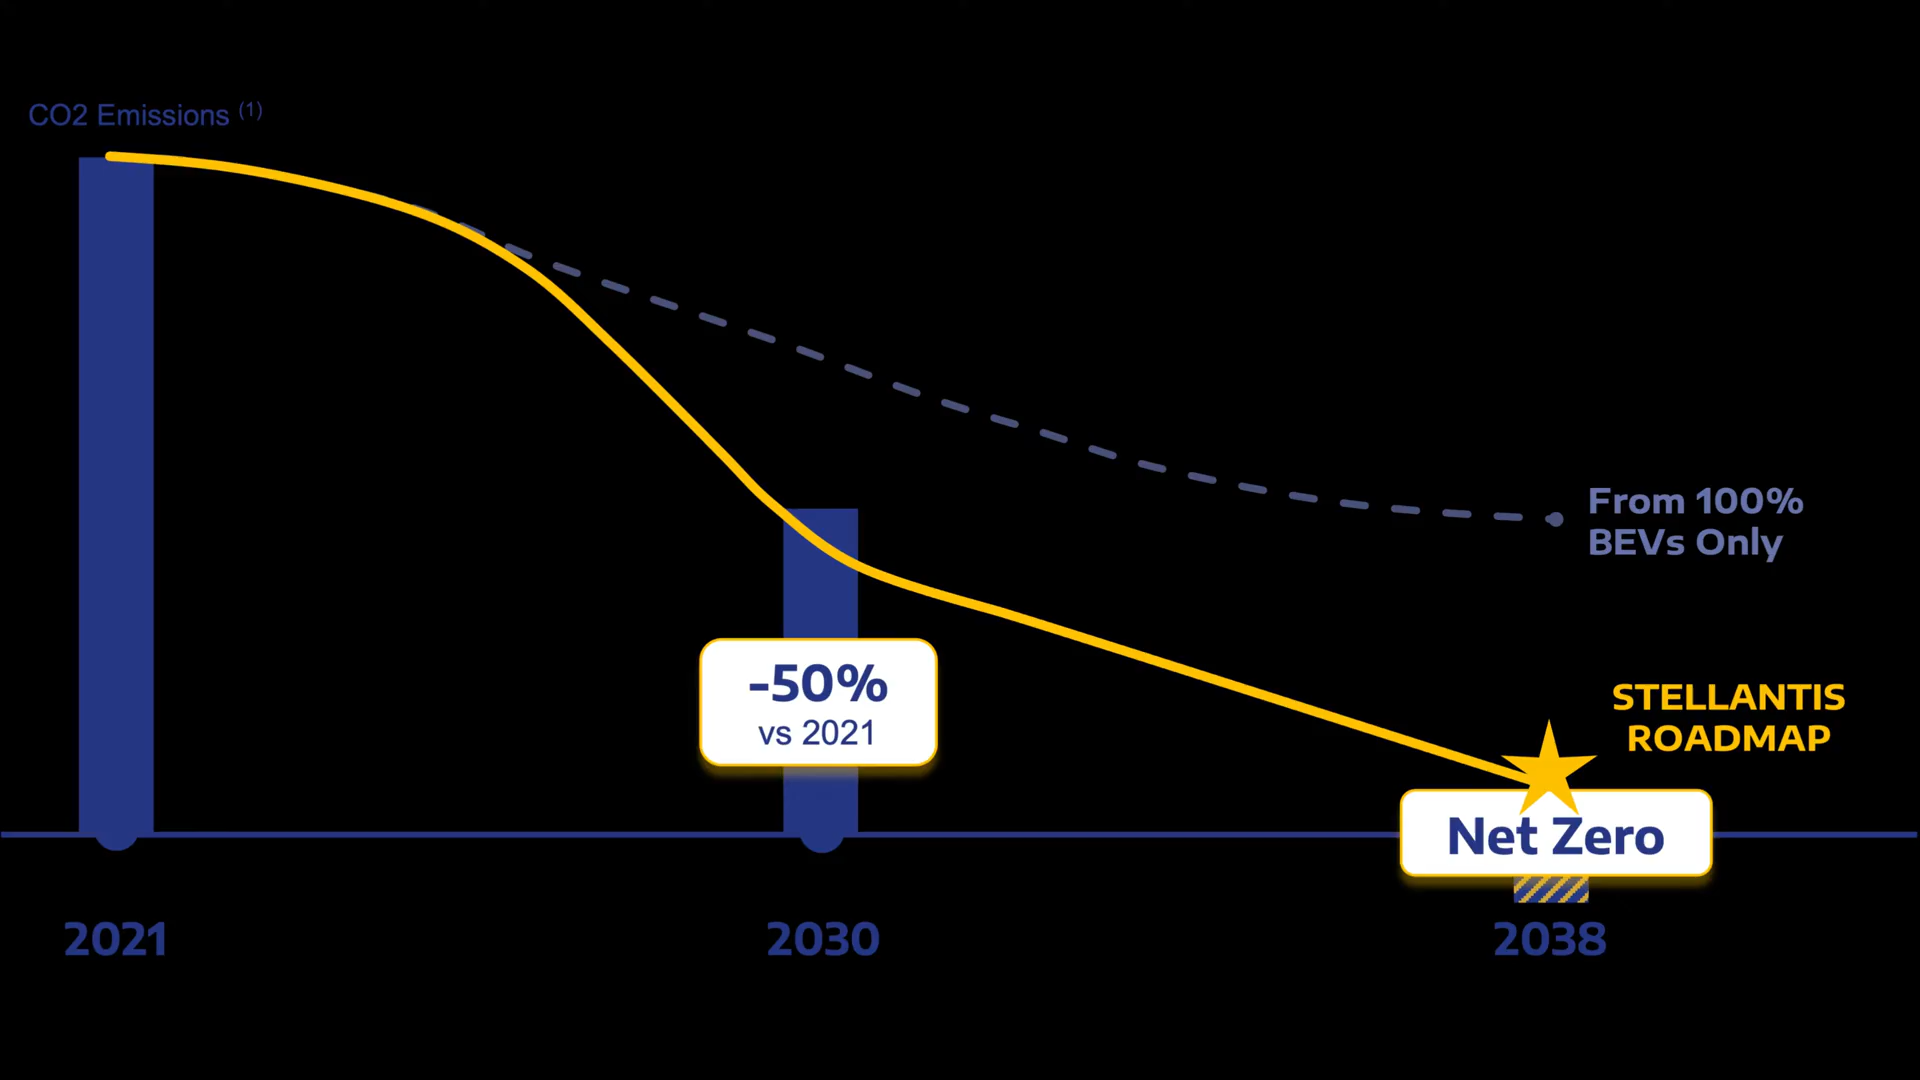 CO2 Emissions (1)
From 100%
BEVs Only
-50%
vs 2021
STELLANTIS
ROADMAP
Net Zero
2021
2030
2038